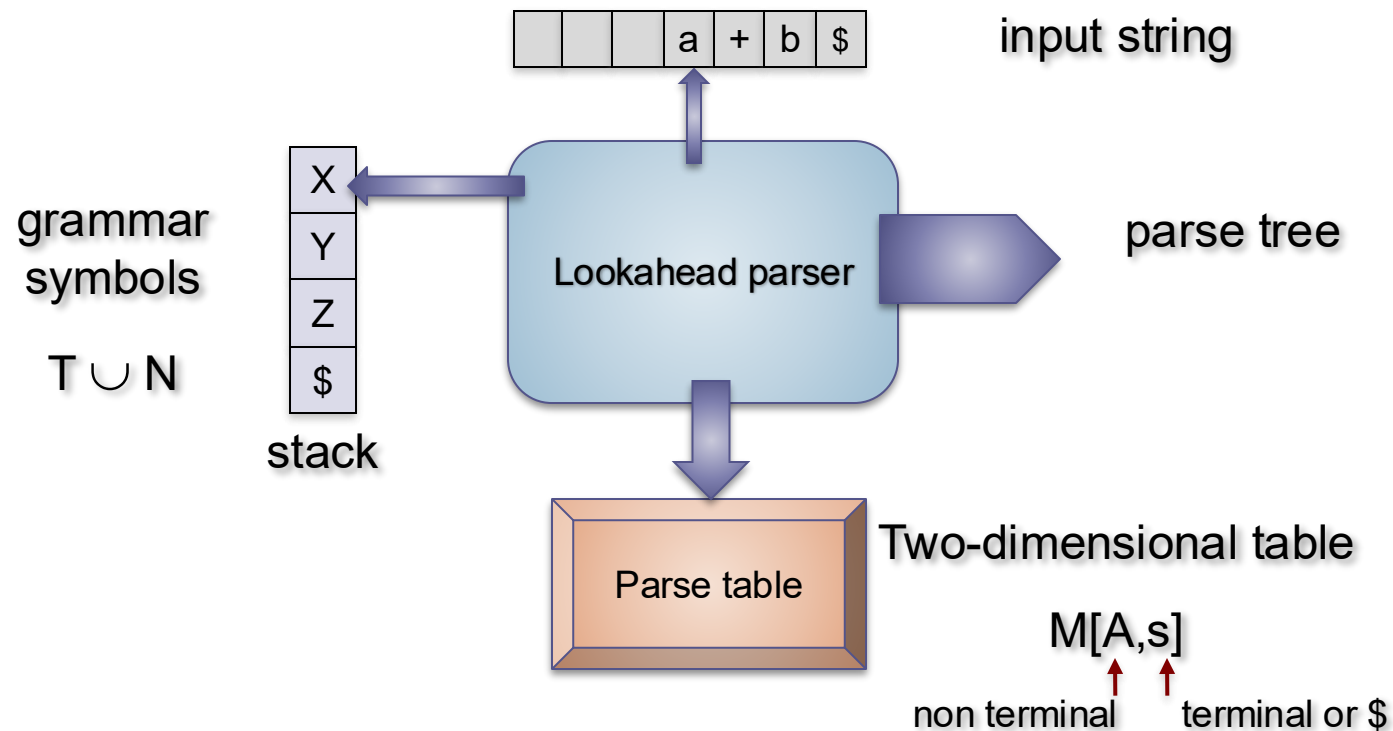 a + b $
input string
X
Y
Z
$
stack
grammar
symbols
T ∪ N
Lookahead parser
parse tree
Parse table
Two-dimensional table
M[A,s]
non terminal
terminal or $